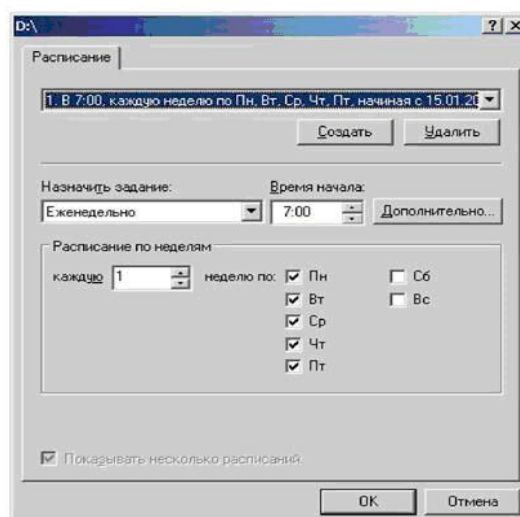 D:\
Расписание
1. В 7:00, каждую неделю по Пн, Вт, Ср, Чт, Пт, начиная с 15.01.20
Создать Удалить
Назначить задание: Время начала:
Еженедельно 7:00 Дополнительно...
Расписание по неделям
каждую 1 неделю по: Пн Сб
Вт Вс
Ср
Чт
Пт
Показывать несколько расписаний.
OK Отмена